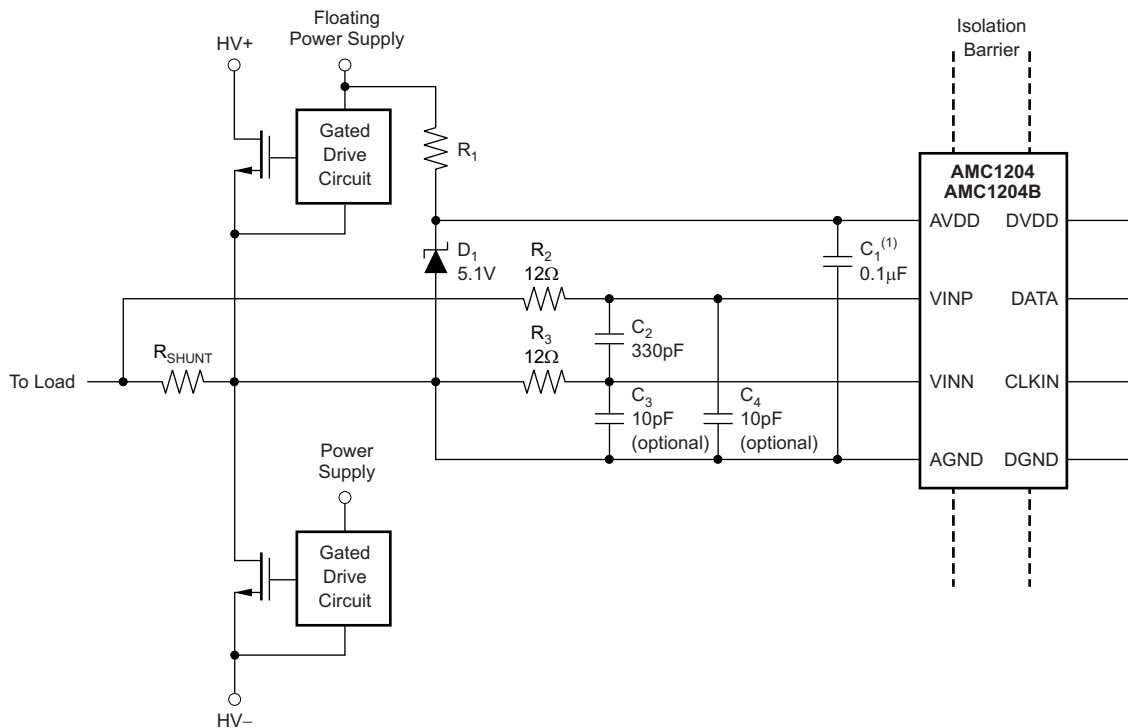 Floating
Power Supply
HV+
Isolation
Barrier
Gated
Drive
Circuit
R1
AMC1204
AMC1204B
AVDD
DVDD
D1
5.1V
C1(1)
0.1μF
R2
12Ω
VINP
DATA
C2
330pF
R3
12Ω
To Load
RSHUNT
VINN
CLKIN
C3
10pF
(optional)
C4
10pF
(optional)
AGND
DGND
Power
Supply
Gated
Drive
Circuit
HV−